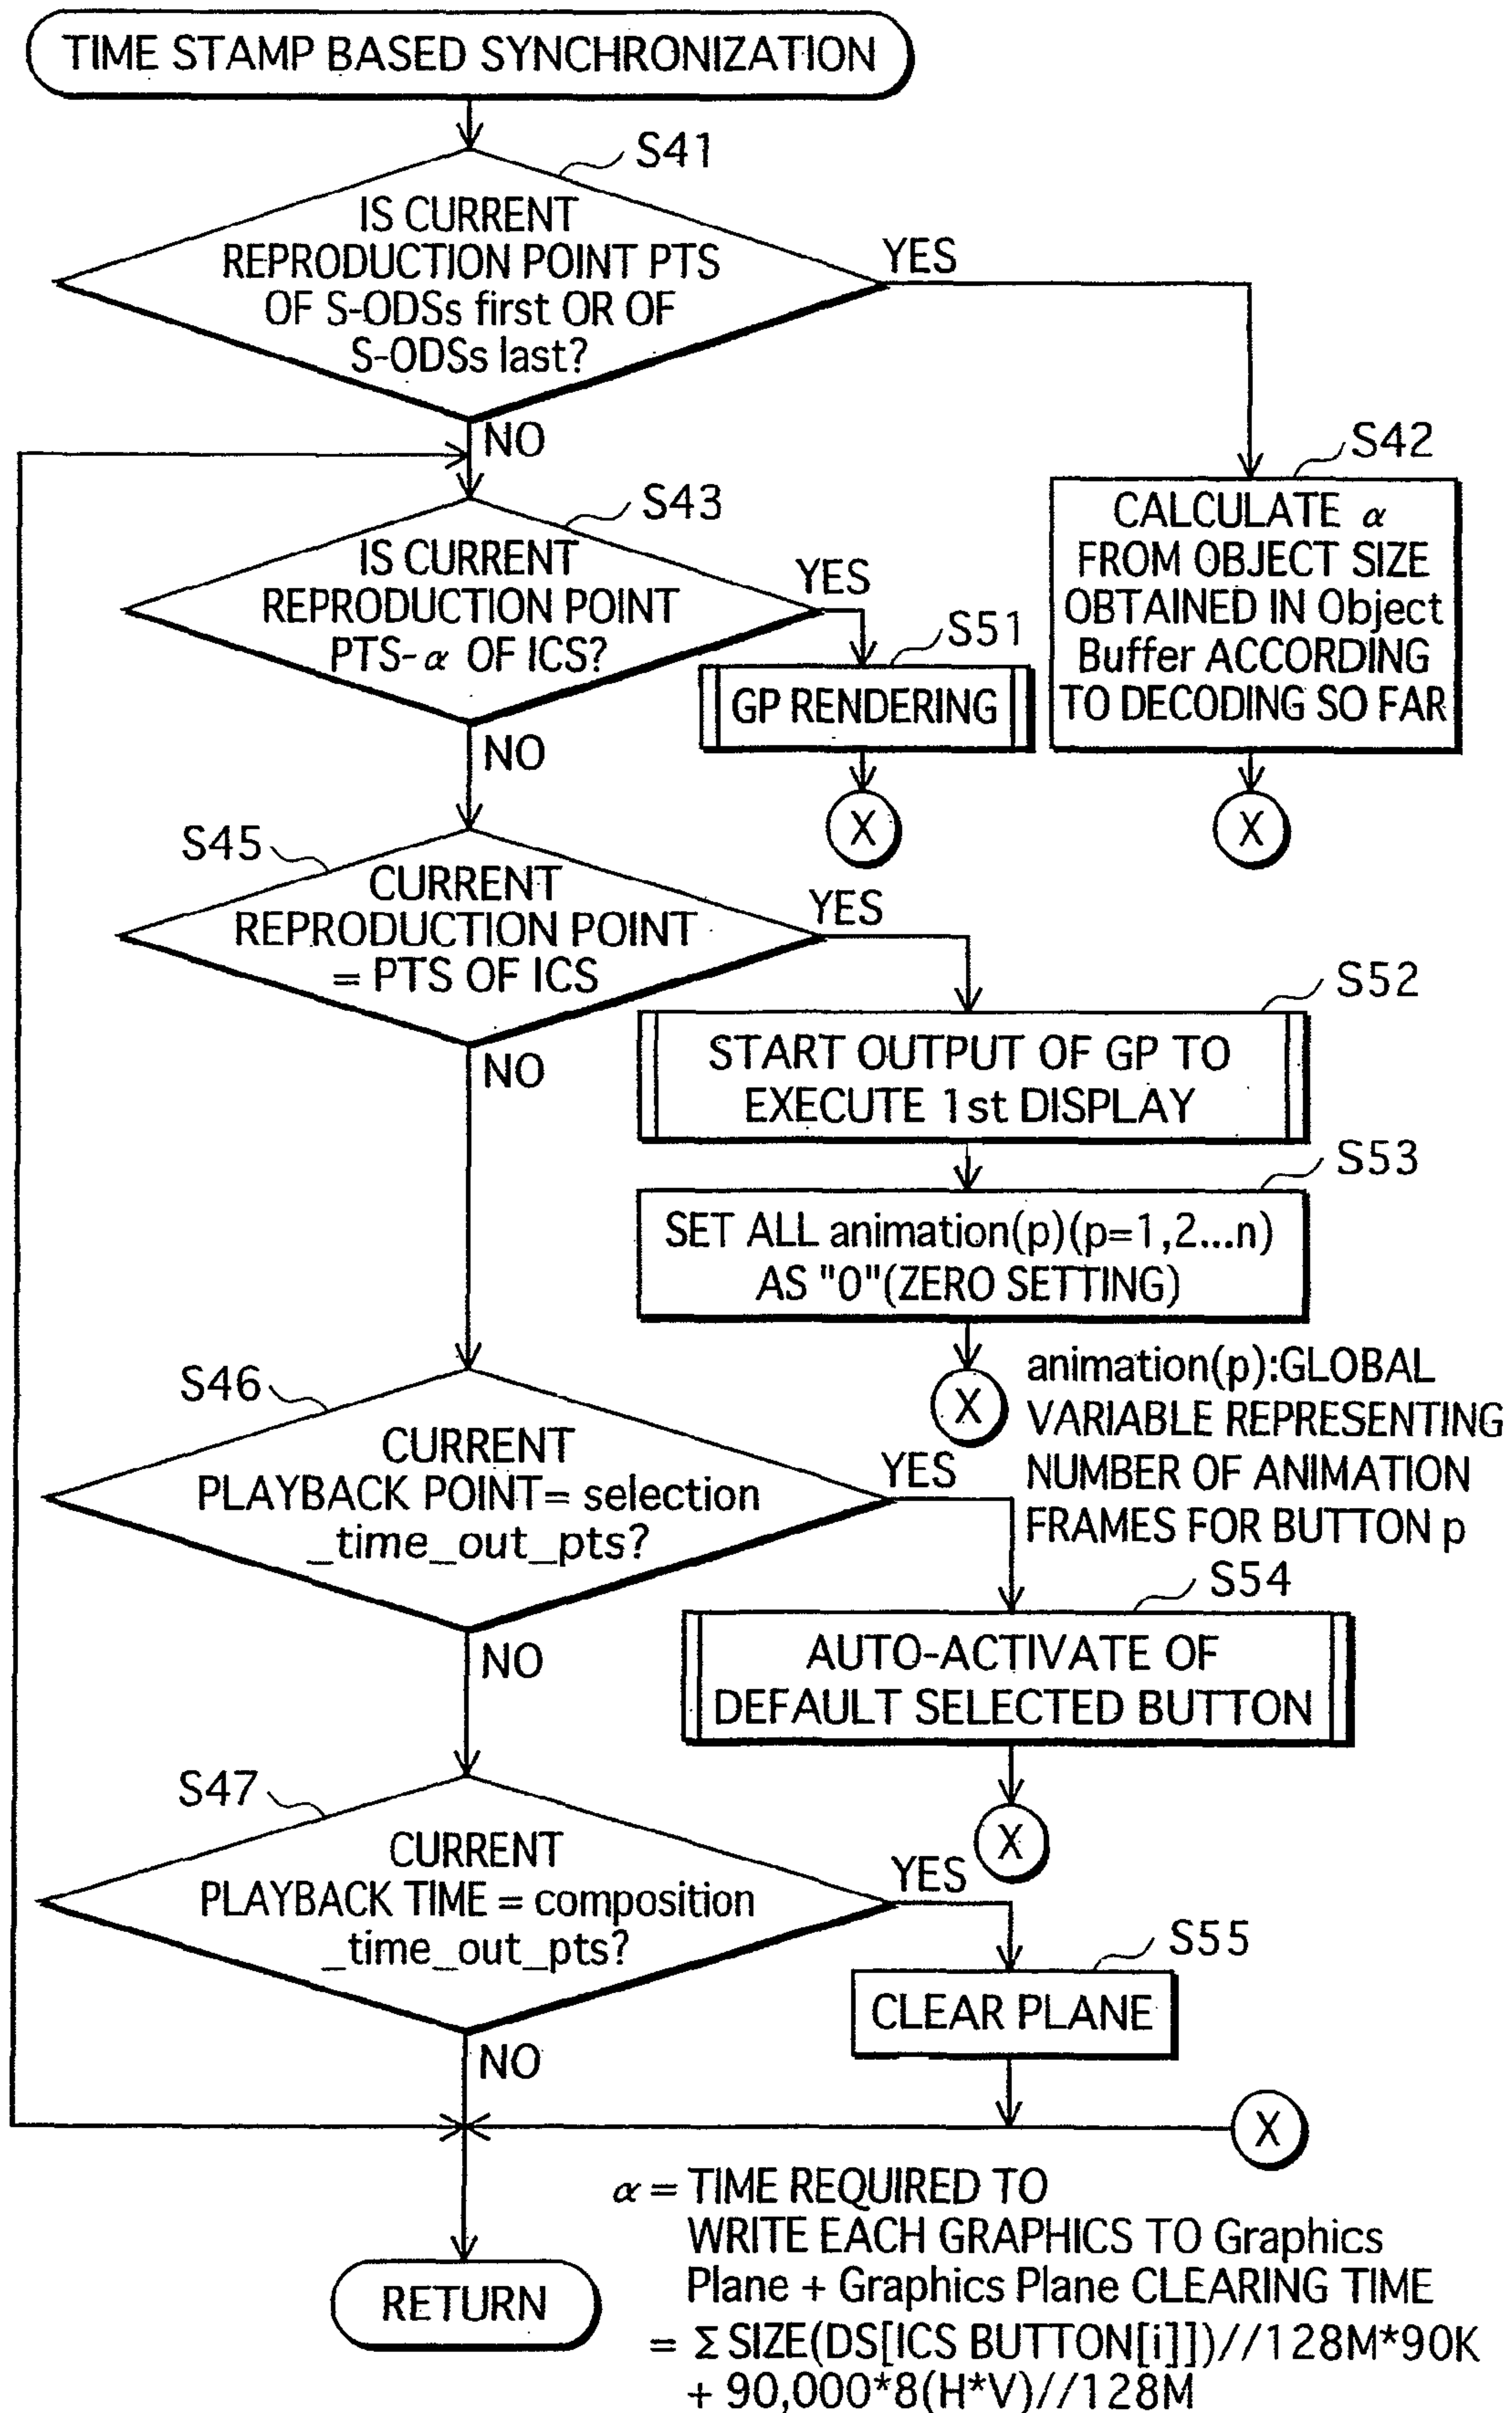 TIME STAMP BASED SYNCHRONIZATION
S41
IS CURRENT
REPRODUCTION POINT PTS
OF S-ODSs first OR OF
S-ODSs last?
YES
NO
S42
CALCULATE α
FROM OBJECT SIZE
OBTAINED IN Object
Buffer ACCORDING
TO DECODING SO FAR
X
S43
IS CURRENT
REPRODUCTION POINT
PTS-α OF ICS?
YES
NO
S51
GP RENDERING
X
S45
CURRENT
REPRODUCTION POINT
= PTS OF ICS
YES
NO
S52
START OUTPUT OF GP TO
EXECUTE 1st DISPLAY
S53
SET ALL animation(p)(p=1,2...n)
AS "0"(ZERO SETTING)
X
animation(p):GLOBAL
VARIABLE REPRESENTING
NUMBER OF ANIMATION
FRAMES FOR BUTTON p
S46
CURRENT
PLAYBACK POINT= selection
_time_out_pts?
YES
NO
S54
AUTO-ACTIVATE OF
DEFAULT SELECTED BUTTON
X
S47
CURRENT
PLAYBACK TIME = composition
_time_out_pts?
YES
NO
S55
CLEAR PLANE
X
RETURN
α = TIME REQUIRED TO
WRITE EACH GRAPHICS TO Graphics
Plane + Graphics Plane CLEARING TIME
= Σ SIZE(DS[ICS BUTTON[i]])//128M*90K
+ 90,000*8(H*V)//128M